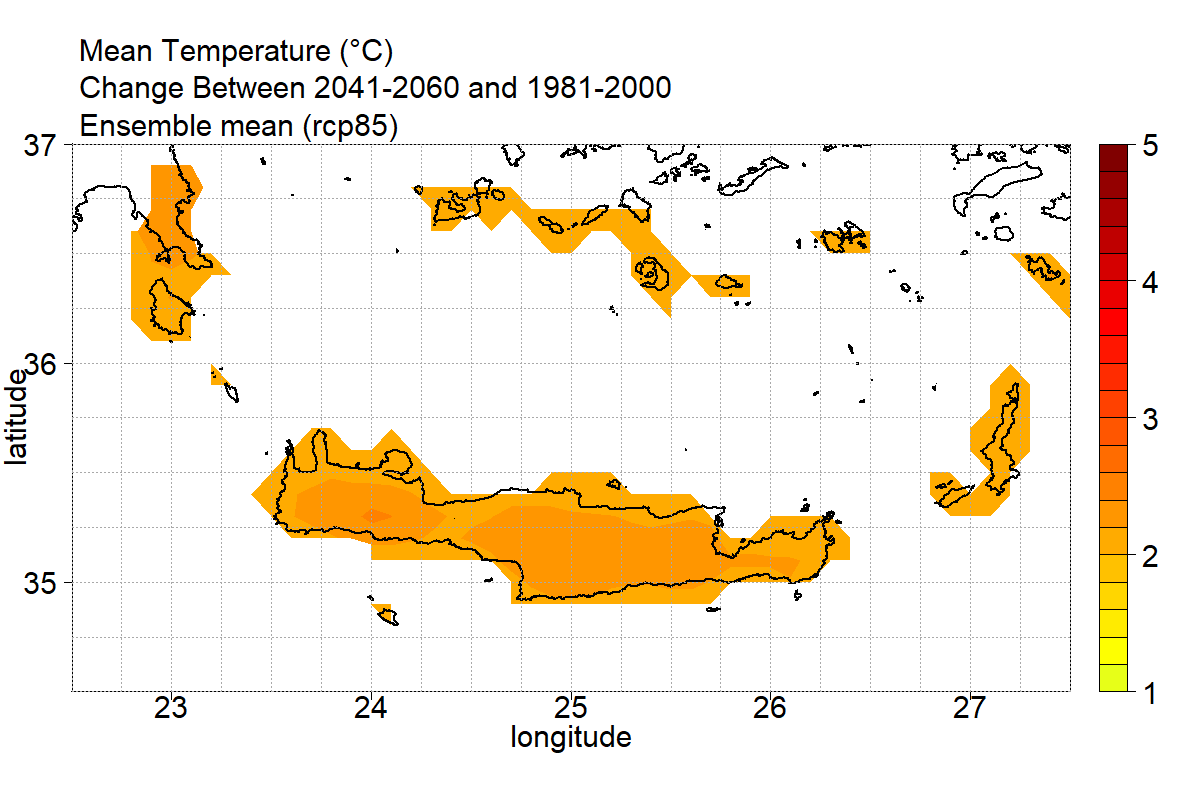 Mean Temperature (°C)
Change Between 2041-2060 and 1981-2000
Ensemble mean (rcp85)
37
36
35
latitude
23
24
25
26
27
longitude
5
4
3
2
1